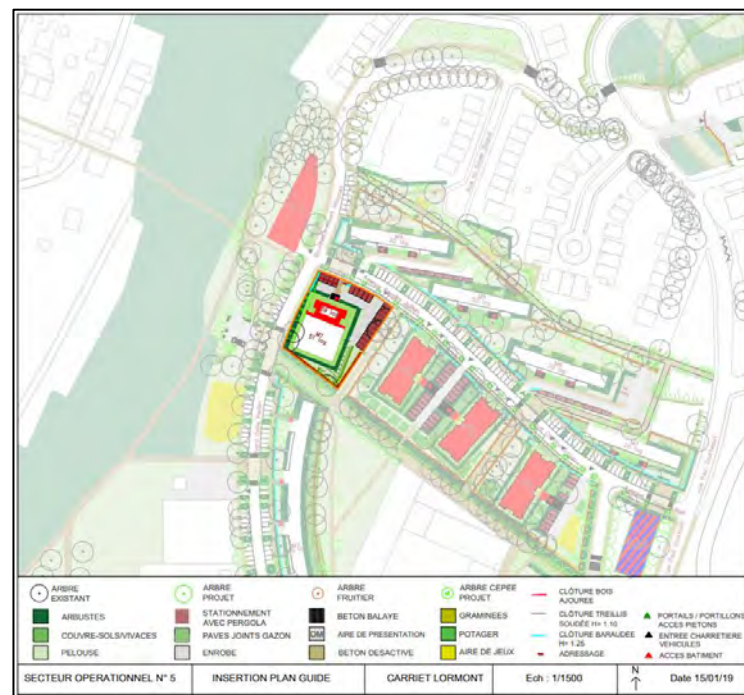 ARBRE EXISTANT
ARBRE PROJET
ARBRE FRUITIER
ARBRE CEPEE PROJET
CLÔTURE BOIS AJOUREE
ARBUSTES
STATIONNEMENT AVEC PERGOLA
BETON BALAYE
GRAMINEES
CLÔTURE TREILLIS SOUDÉE H= 1.10
PORTAILS / PORTILLONS ACCES PIETONS
COUVRE-SOLS/VIVACES
PAVES JOINTS GAZON
OM
AIRE DE PRESENTATION
POTAGER
CLÔTURE BARAUDÉE H= 1.25
ENTRÉE CHARRETIERE VEHICULES
PELOUSE
ENROBE
BETON DESACTIVE
AIRE DE JEUX
ADRESSAGE
ACCES BATIMENT
SECTEUR OPERATIONNEL N° 5
INSERTION PLAN GUIDE
CARRIET LORMONT
Ech : 1/1500
N
Date 15/01/19